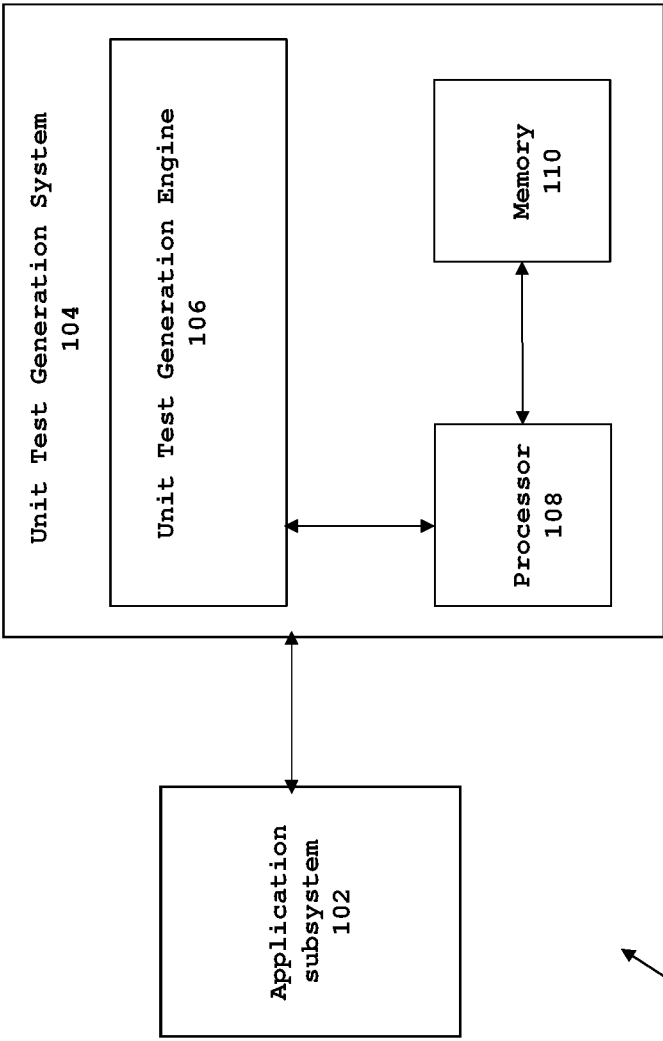 Unit Test Generation System
104
Unit Test Generation Engine
106
Processor
108
Memory
110
Application
subsystem
102